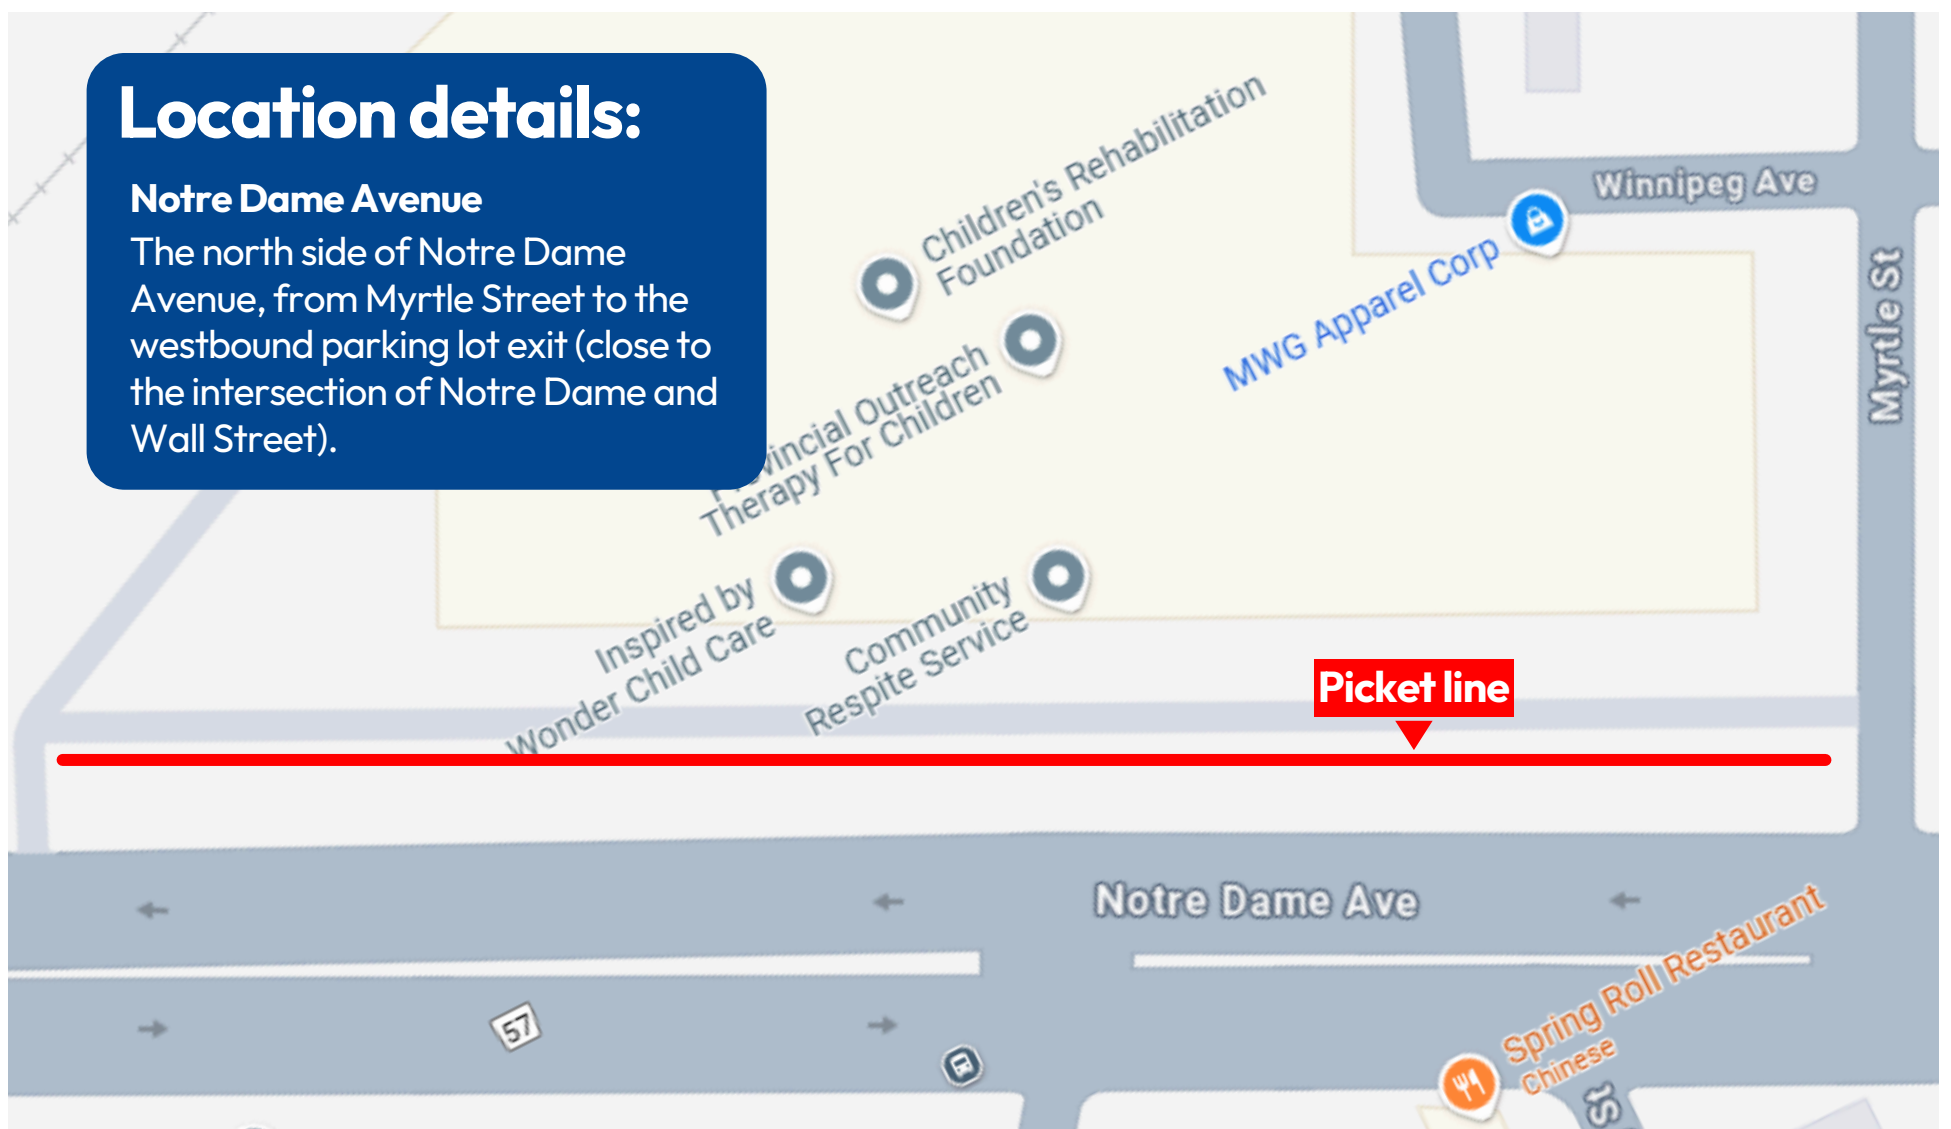 Location details:
Notre Dame Avenue
The north side of Notre Dame
Avenue, from Myrtle Street to the
westbound parking lot exit (close to
the intersection of Notre Dame and
Wall Street).
Children's Rehabilitation
Foundation
Winnipeg Ave
MWG Apparel Corp
Myrtle St
Provincial Outreach
Therapy For Children
Inspired by
Wonder Child Care
Community
Respite Service
Picket line
Notre Dame Ave
57
Spring Roll Restaurant
Chinese
St